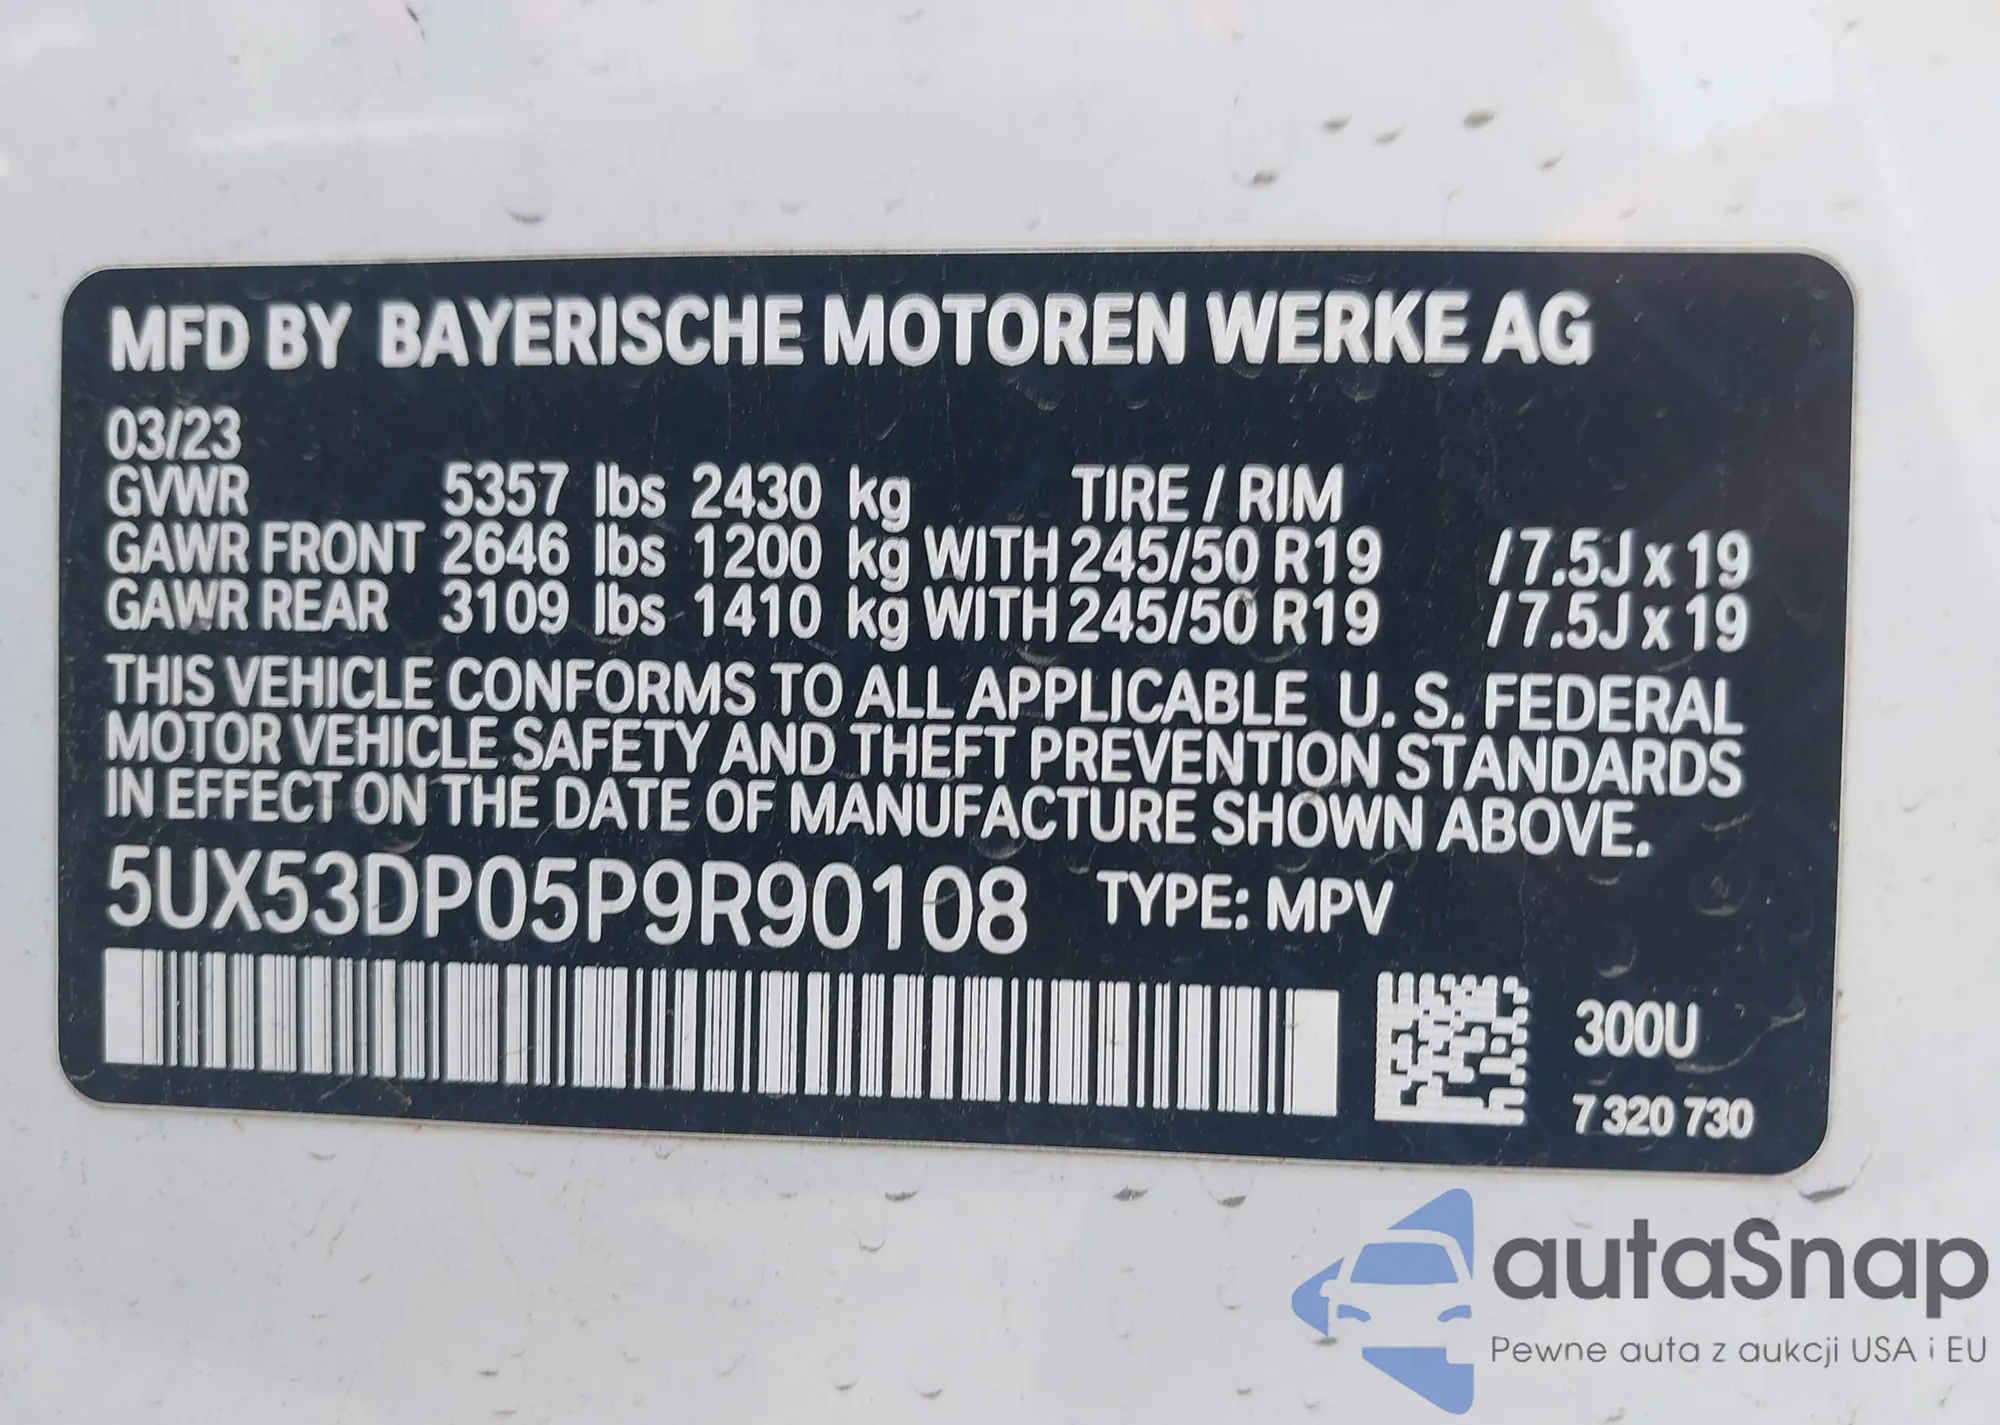 MFD BY BAYERISCHE MOTOREN WERKE AG
03/23
GVWR 5357 lbs 2430 kg TIRE / RIM
GAWR FRONT 2646 lbs 1200 kg WITH 245/50 R19 / 7.5J x 19
GAWR REAR 3109 lbs 1410 kg WITH 245/50 R19 / 7.5J x 19
THIS VEHICLE CONFORMS TO ALL APPLICABLE U. S. FEDERAL
MOTOR VEHICLE SAFETY AND THEFT PREVENTION STANDARDS
IN EFFECT ON THE DATE OF MANUFACTURE SHOWN ABOVE.
5UX53DP05P9R90108 TYPE: MPV
300U
7 320 730
autaSnap
Pewne auta z aukcji USA i EU